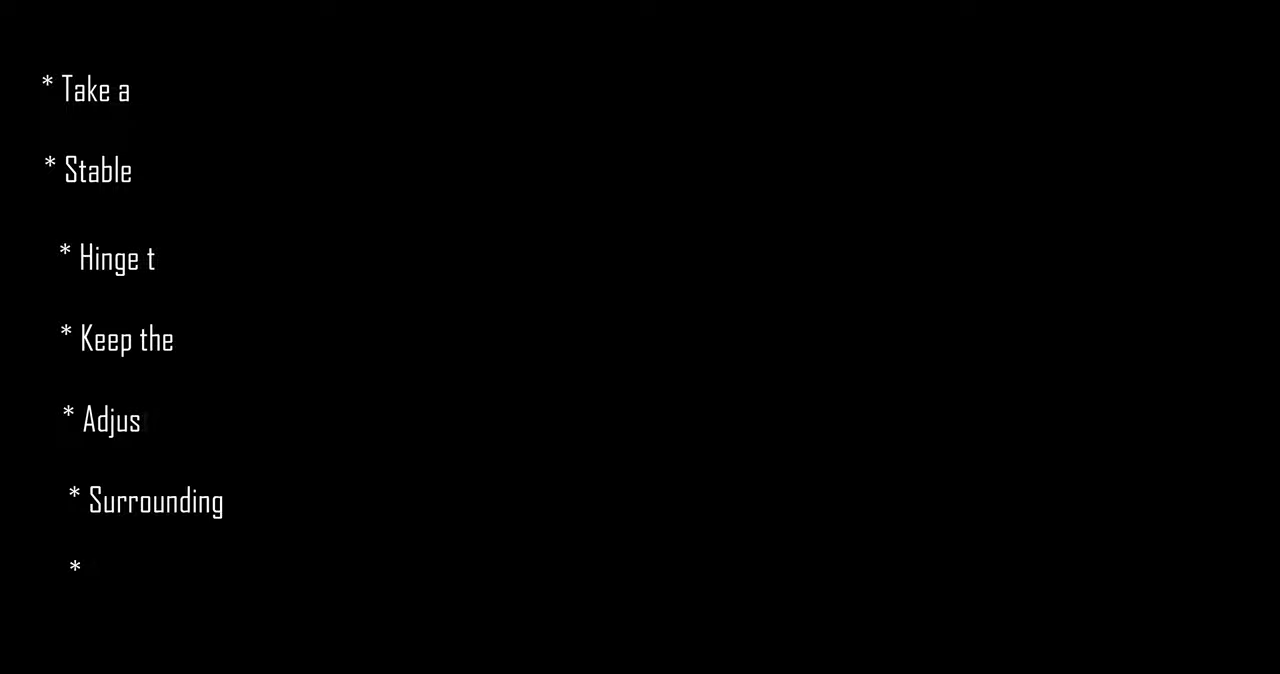 * Take a
* Stable
* Hinge t
* Keep the
* Adjus
* Surrounding
*